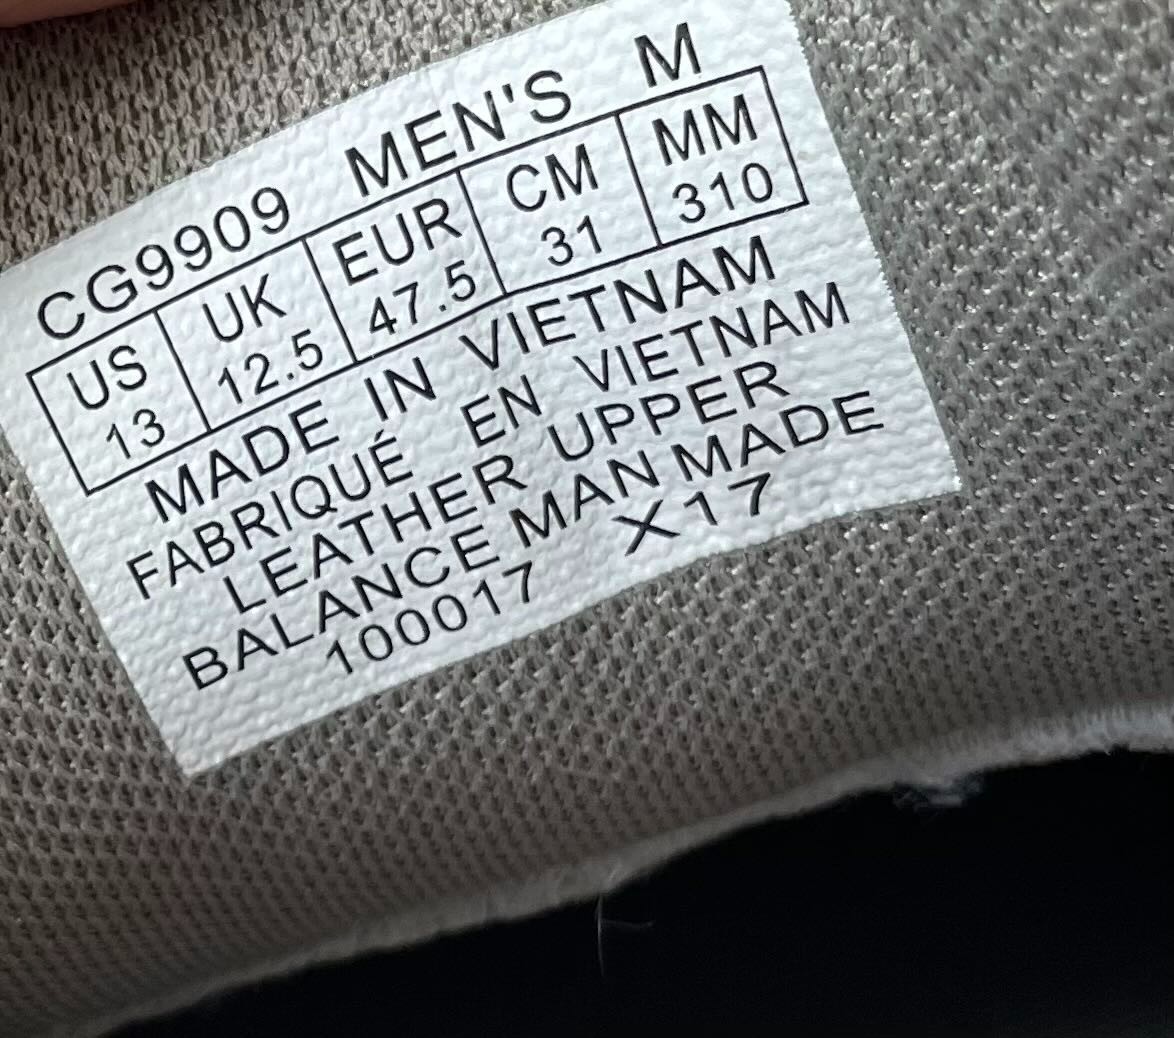 CG9909 MEN'S M
US UK EUR CM MM
13 12.5 47.5 31 310
MADE IN VIETNAM
FABRIQUÉ EN VIETNAM
LEATHER UPPER
BALANCE MAN MADE
100017 X17